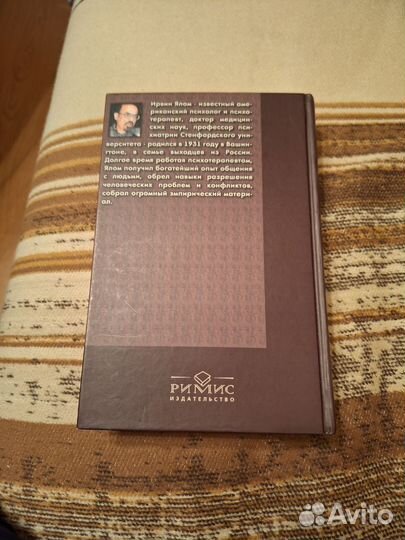 Ирвин Ялом - известный аме-
риканский психолог и психо-
терапевт, доктор медицин-
ских наук, профессор пси-
хиатрии Стенфордского уни-
верситета - родился в 1931 году в Вашин-
гтоне, в семье выходцев из России.
Долгое время работая психотерапевтом,
Ялом получил богатейший опыт общения
с людьми, обрел навыки разрешения
человеческих проблем и конфликтов,
собрал огромный эмпирический матери-
ал.
РИМИС
ИЗДАТЕЛЬСТВО
Avito